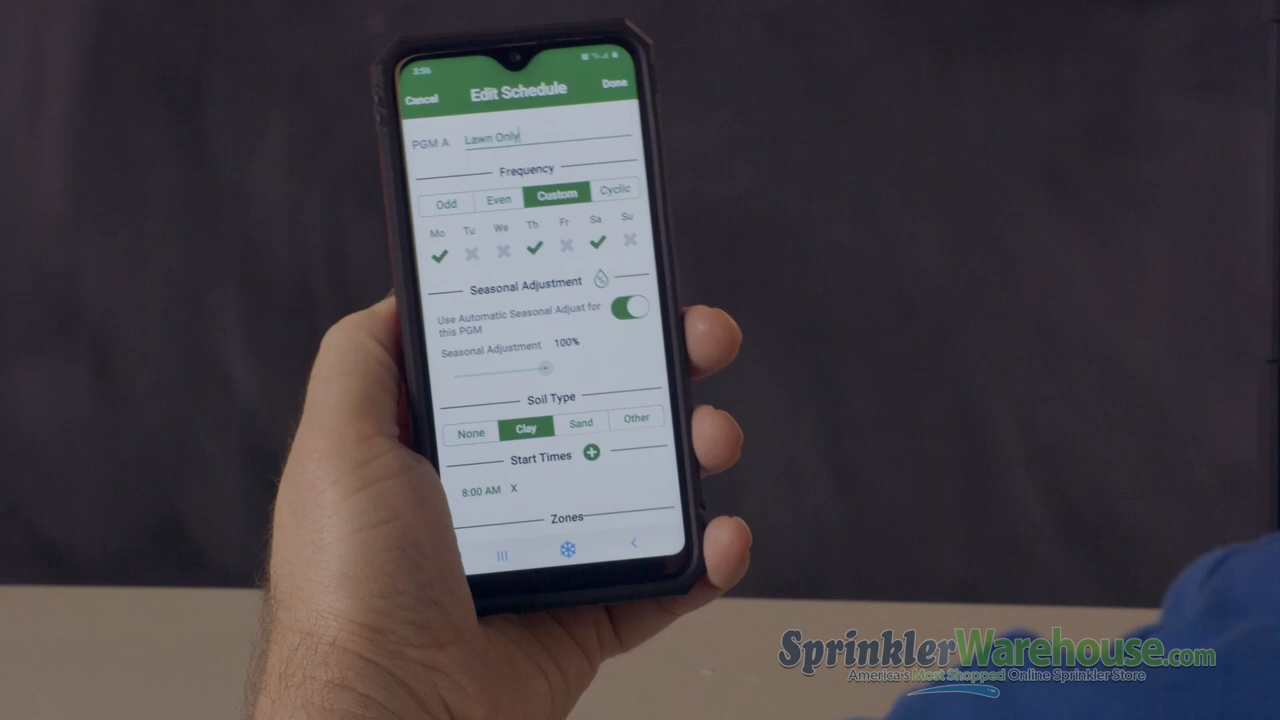 3:56
Cancel Edit Schedule Done
PGM A Lawn Only
Frequency
Odd Even Custom Cyclic
Mo Tu We Th Fr Sa Su
Seasonal Adjustment
Use Automatic Seasonal Adjust for
this PGM
Seasonal Adjustment 100%
Soil Type
None Clay Sand Other
Start Times
8:00 AM X
Zones
SprinklerWarehouse.com
America's Most Shopped Online Sprinkler Store